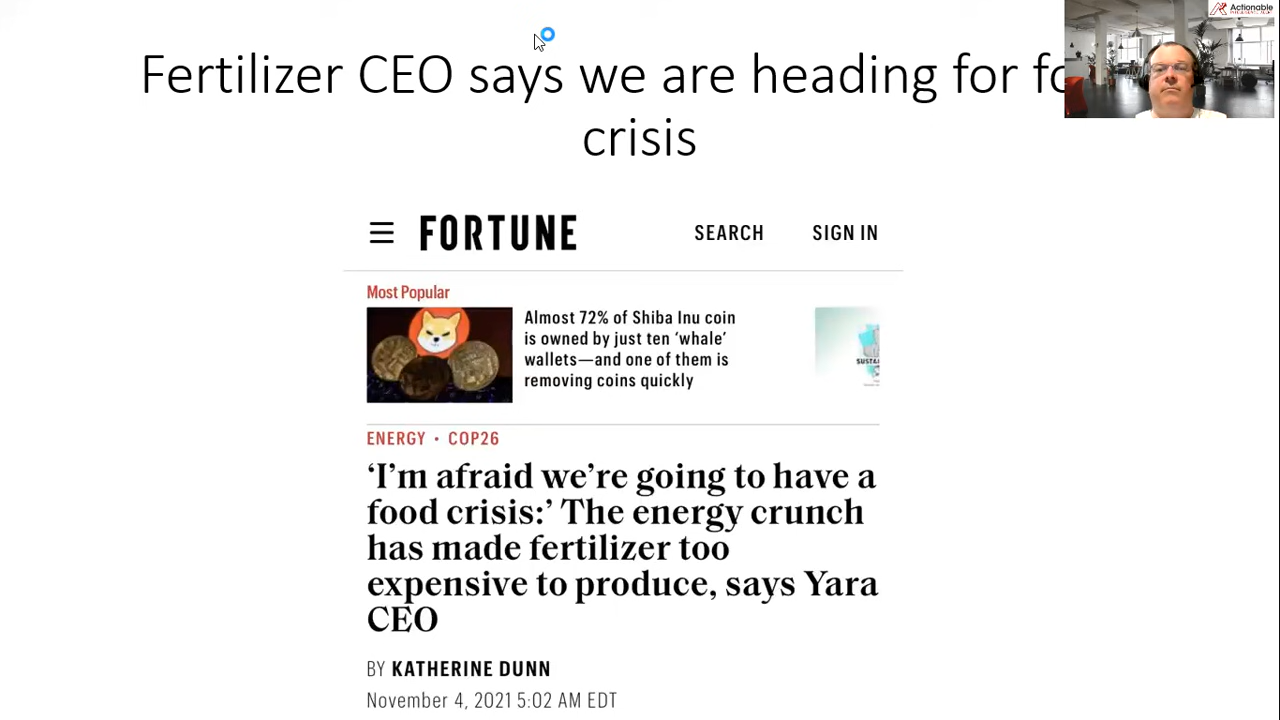 Fertilizer CEO says we are heading for fo
crisis
Actionable
FORTUNE
SEARCH
SIGN IN
Most Popular
Almost 72% of Shiba Inu coin
is owned by just ten ‘whale’
wallets—and one of them is
removing coins quickly
ENERGY • COP26
‘I’m afraid we’re going to have a
food crisis:’ The energy crunch
has made fertilizer too
expensive to produce, says Yara
CEO
BY KATHERINE DUNN
November 4, 2021 5:02 AM EDT